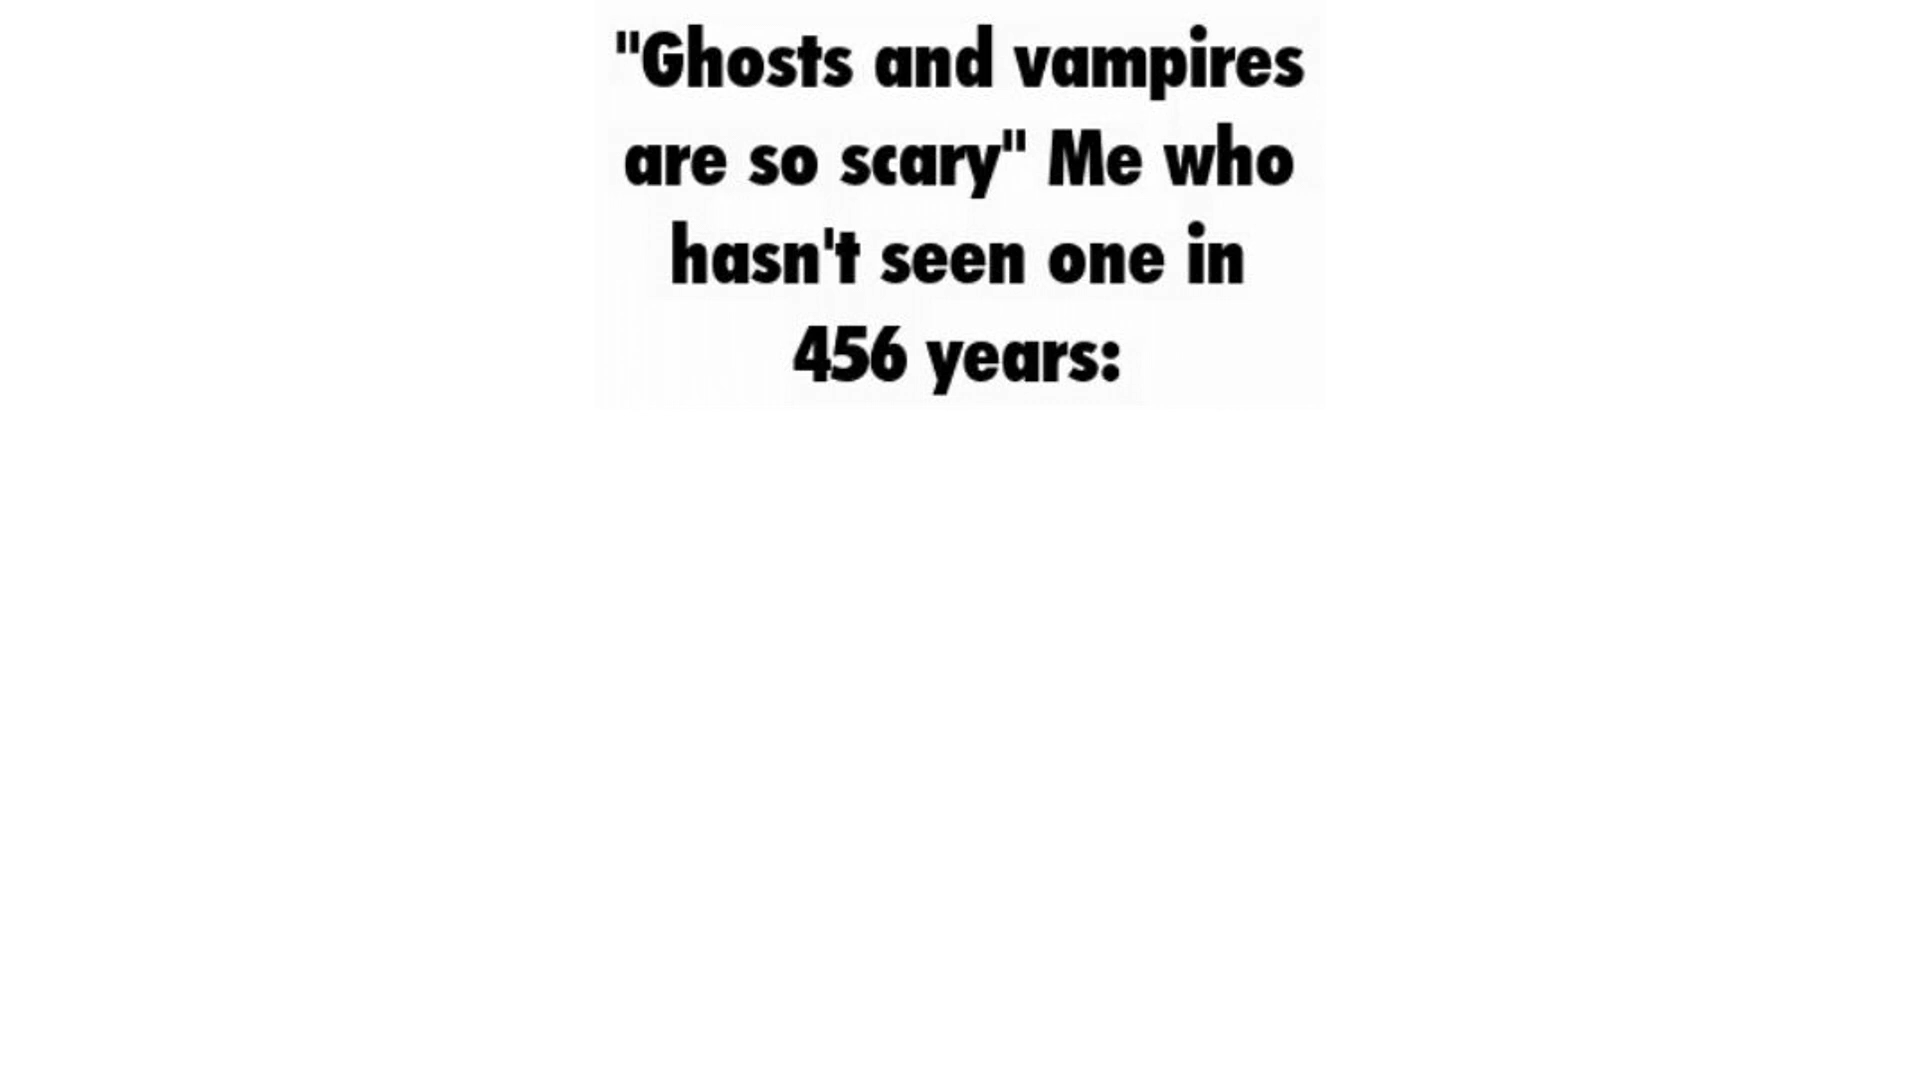 "Ghosts and vampires
are so scary" Me who
hasn't seen one in
456 years: